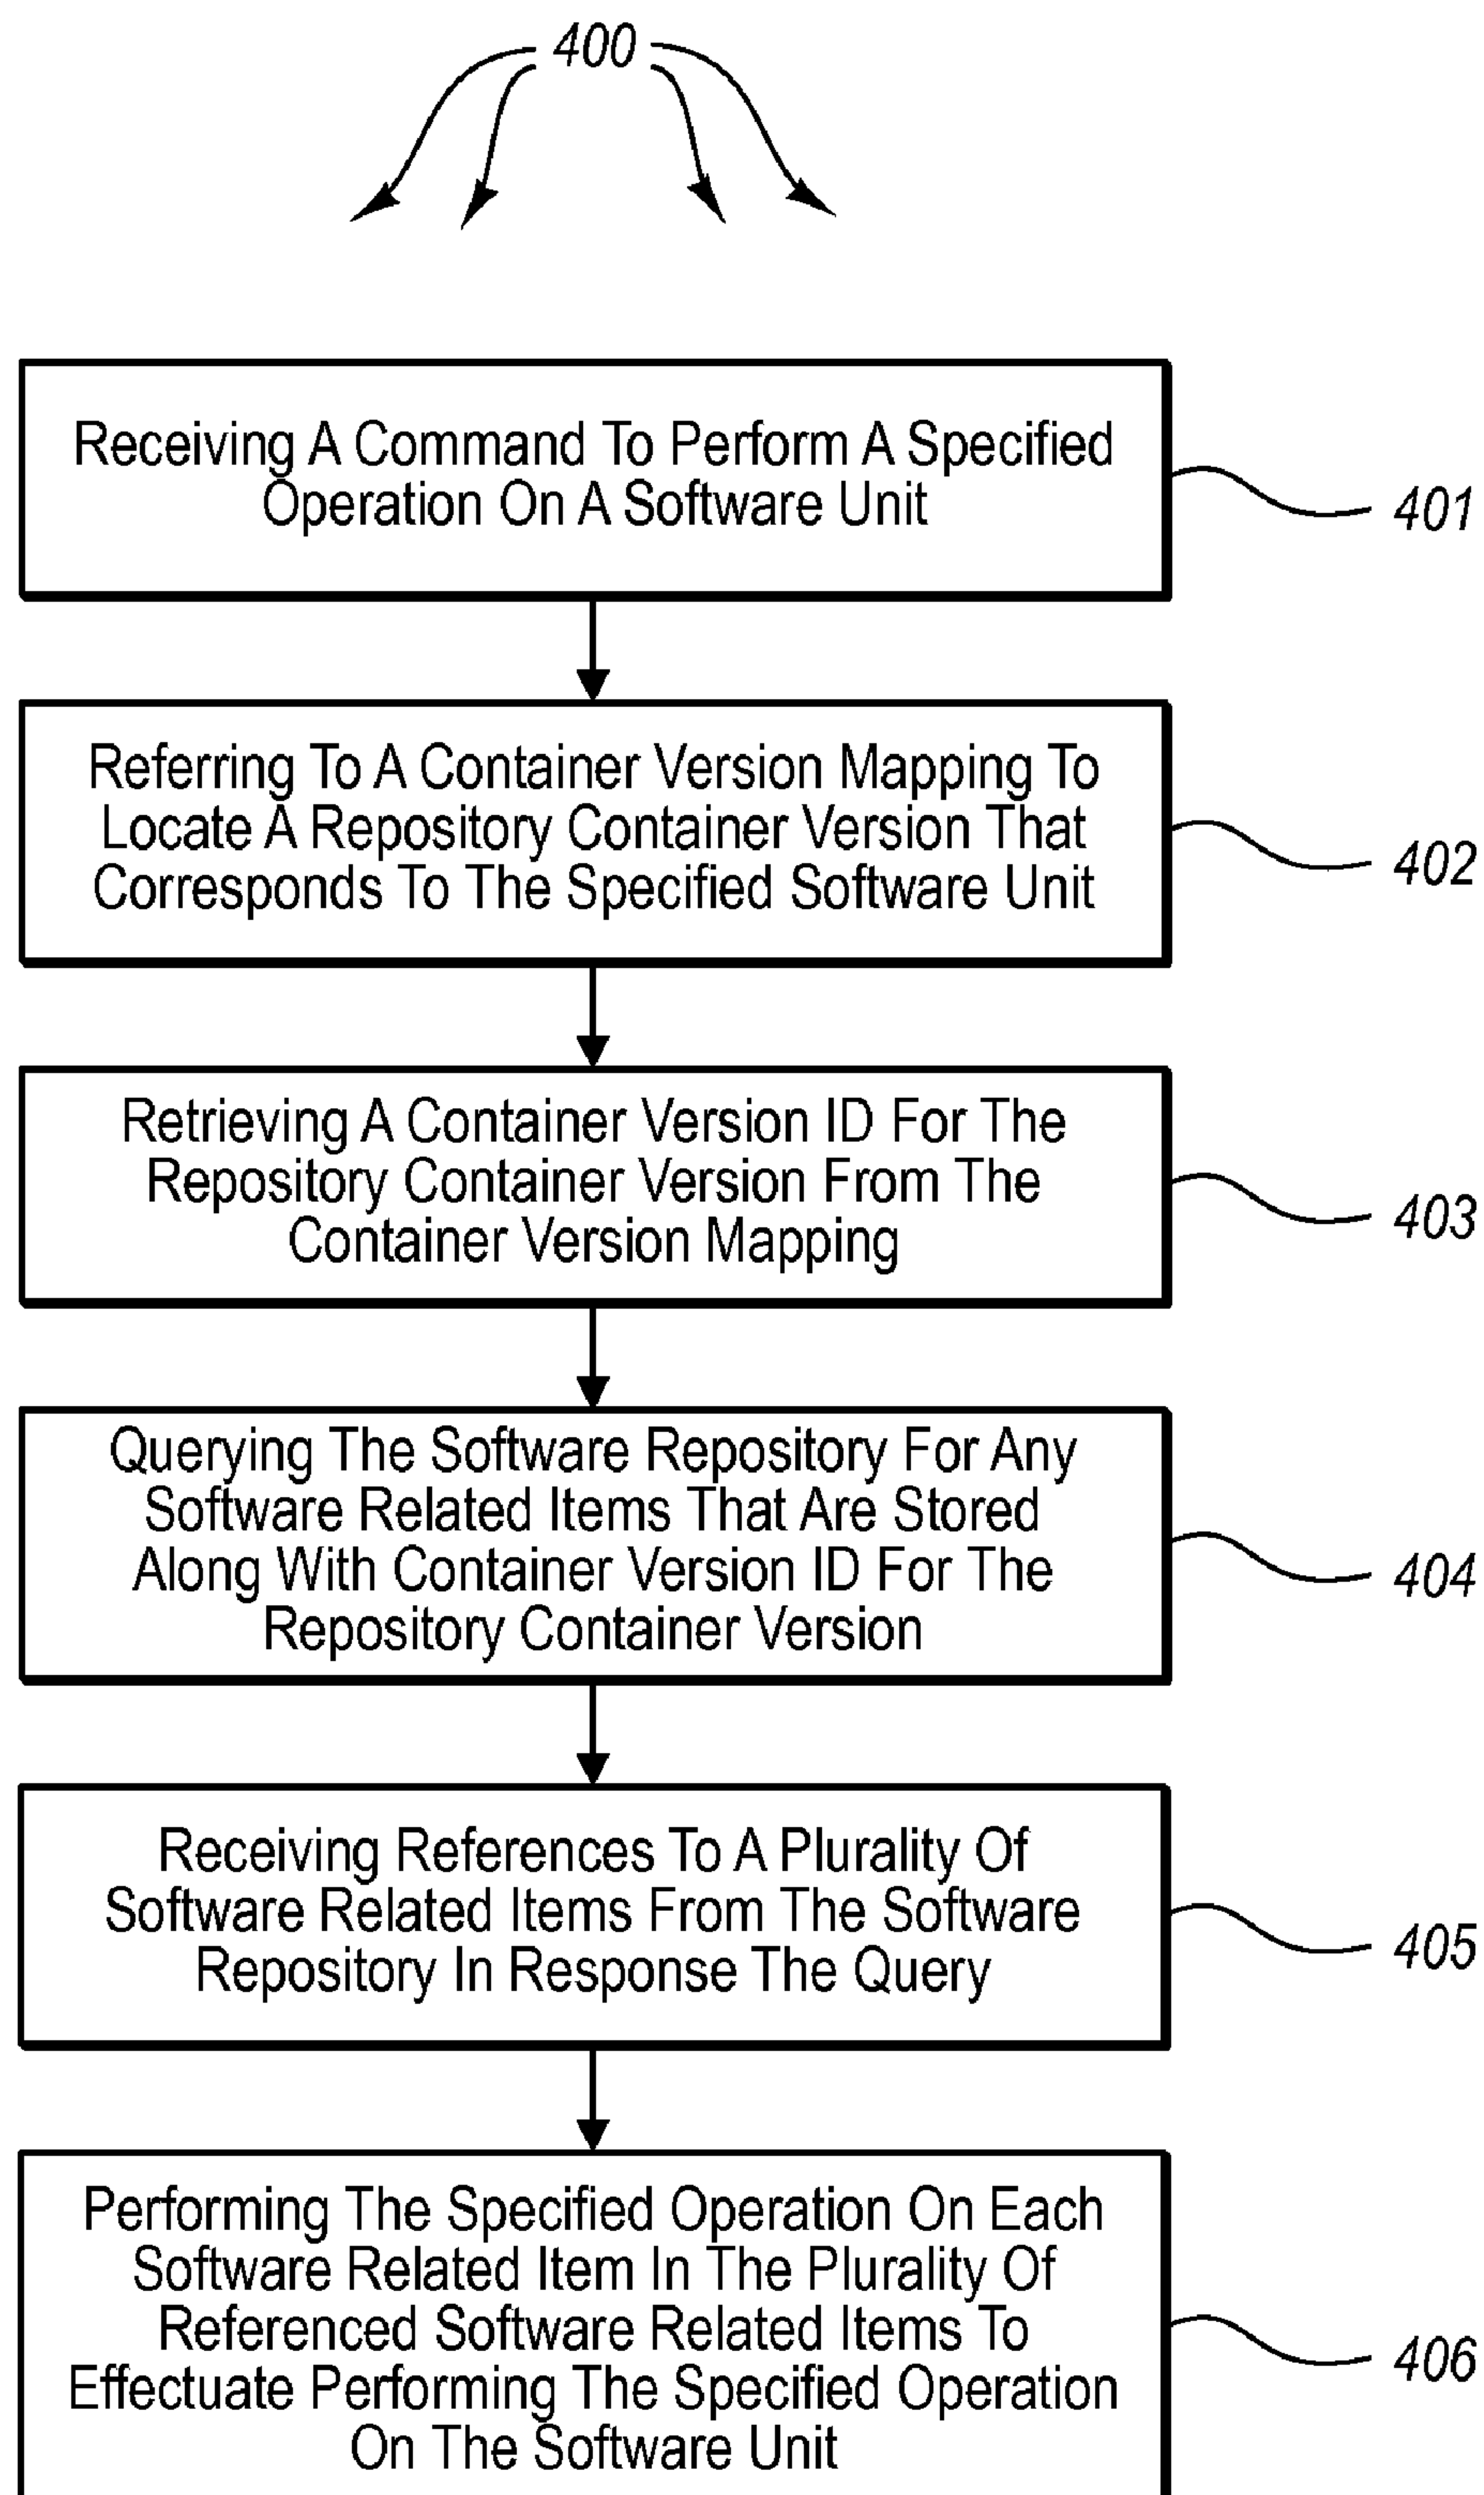 400
Receiving A Command To Perform A Specified
Operation On A Software Unit
401
Referring To A Container Version Mapping To
Locate A Repository Container Version That
Corresponds To The Specified Software Unit
402
Retrieving A Container Version ID For The
Repository Container Version From The
Container Version Mapping
403
Querying The Software Repository For Any
Software Related Items That Are Stored
Along With Container Version ID For The
Repository Container Version
404
Receiving References To A Plurality Of
Software Related Items From The Software
Repository In Response The Query
405
Performing The Specified Operation On Each
Software Related Item In The Plurality Of
Referenced Software Related Items To
Effectuate Performing The Specified Operation
On The Software Unit
406